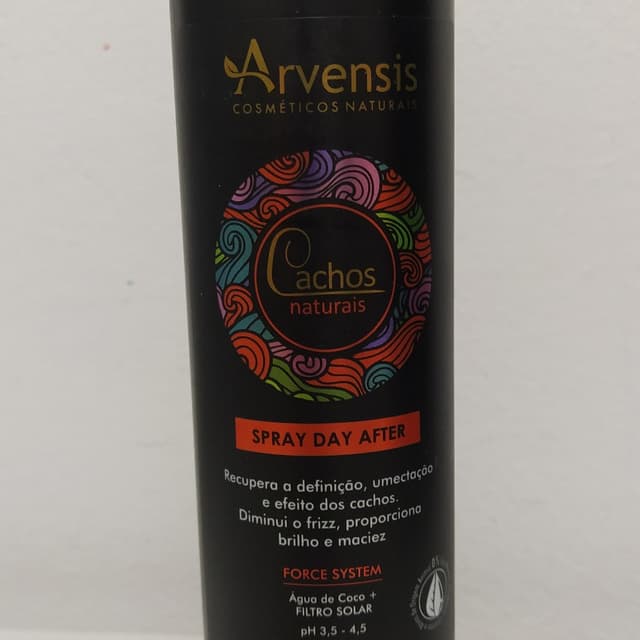 Arvensis
COSMÉTICOS NATURAIS
Cachos
naturais
SPRAY DAY AFTER
Recupera a definição, umectação
e efeito dos cachos.
Diminui o frizz, proporciona
brilho e maciez
FORCE SYSTEM
Água de Coco +
FILTRO SOLAR
pH 3,5 - 4,5